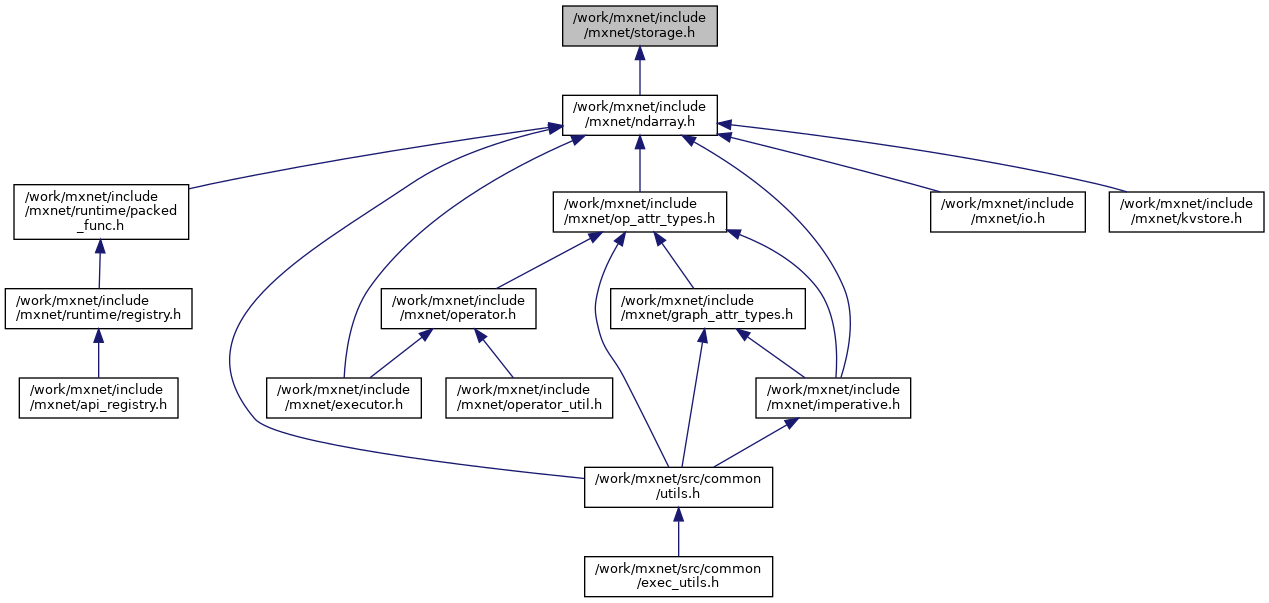 /work/mxnet/include
/mxnet/storage.h
/work/mxnet/include
/mxnet/ndarray.h
/work/mxnet/include
/mxnet/runtime/packed
_func.h
/work/mxnet/include
/mxnet/op_attr_types.h
/work/mxnet/include
/mxnet/io.h
/work/mxnet/include
/mxnet/kvstore.h
/work/mxnet/include
/mxnet/runtime/registry.h
/work/mxnet/include
/mxnet/operator.h
/work/mxnet/include
/mxnet/graph_attr_types.h
/work/mxnet/include
/mxnet/api_registry.h
/work/mxnet/include
/mxnet/executor.h
/work/mxnet/include
/mxnet/operator_util.h
/work/mxnet/include
/mxnet/imperative.h
/work/mxnet/src/common
/utils.h
/work/mxnet/src/common
/exec_utils.h